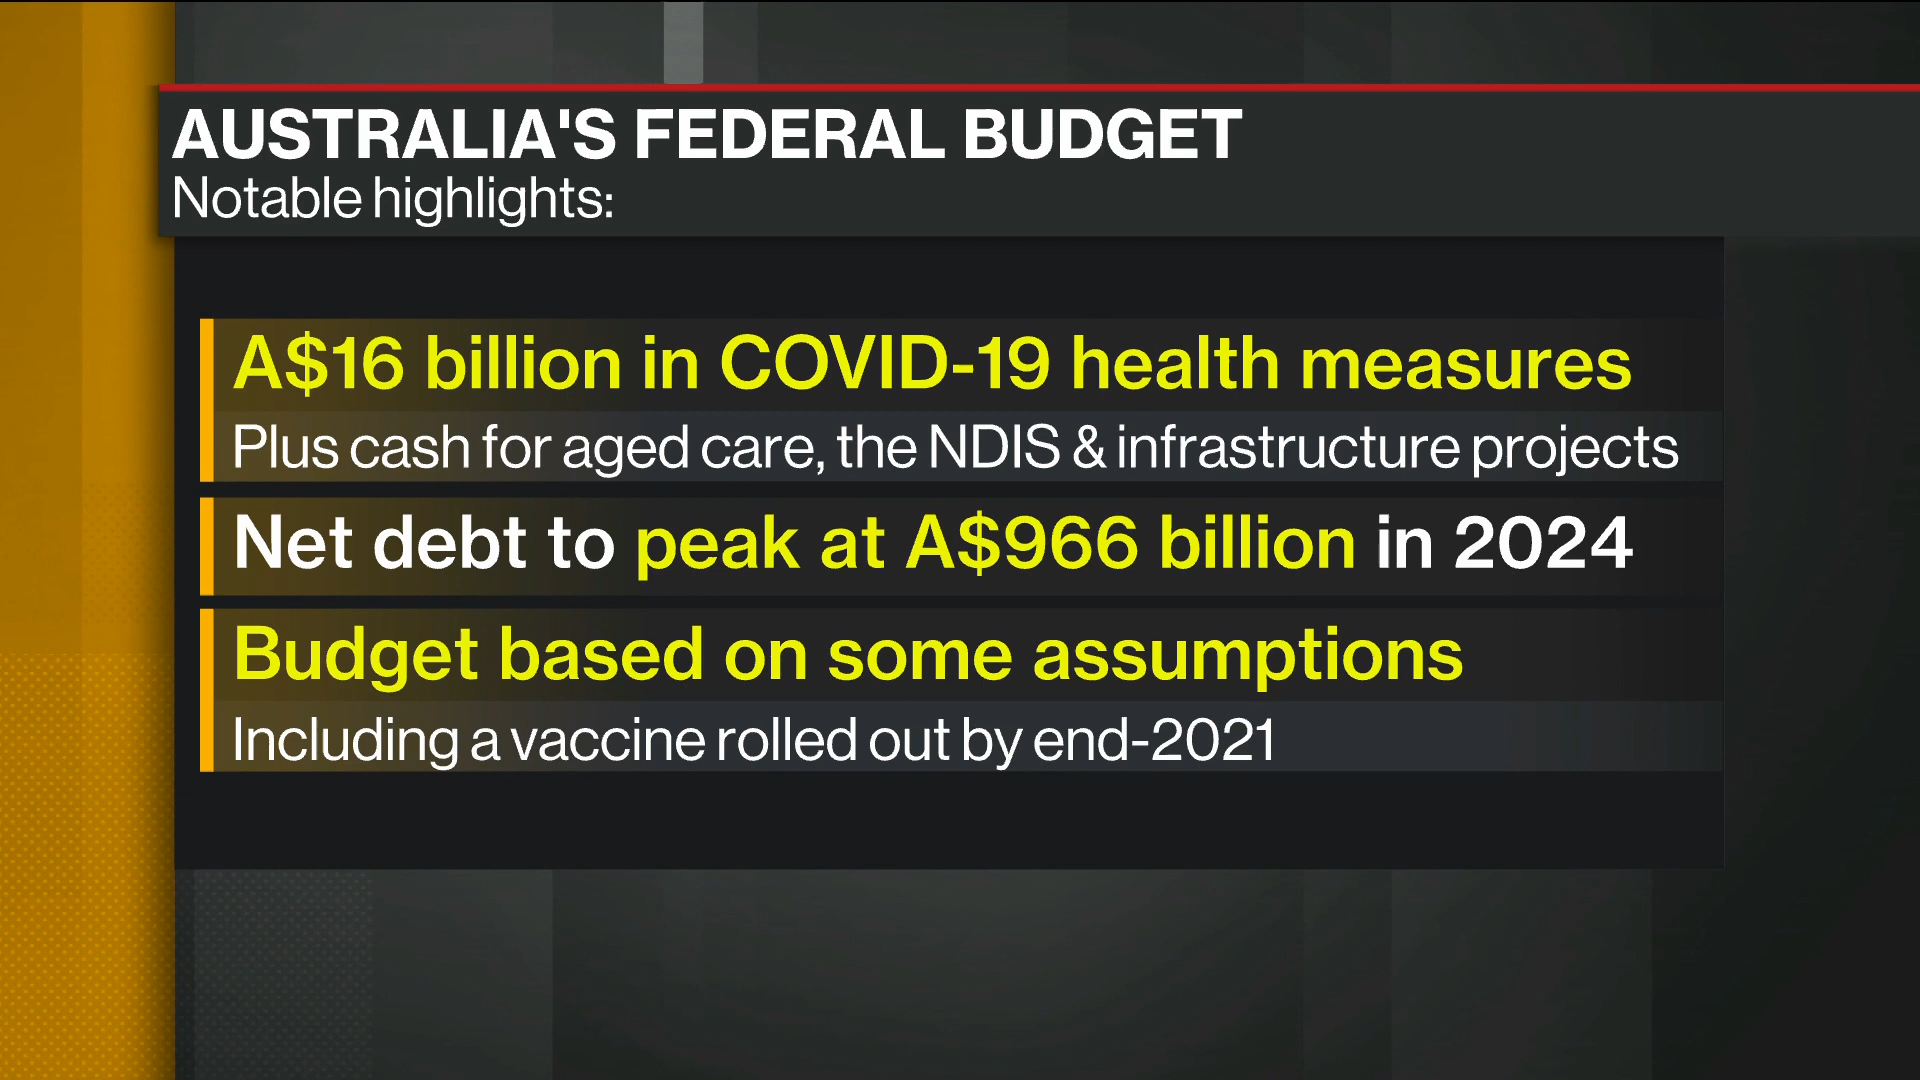 AUSTRALIA'S FEDERAL BUDGET
Notable highlights:
A$16 billion in COVID-19 health measures
Plus cash for aged care, the NDIS & infrastructure projects
Net debt to peak at A$966 billion in 2024
Budget based on some assumptions
Including a vaccine rolled out by end-2021